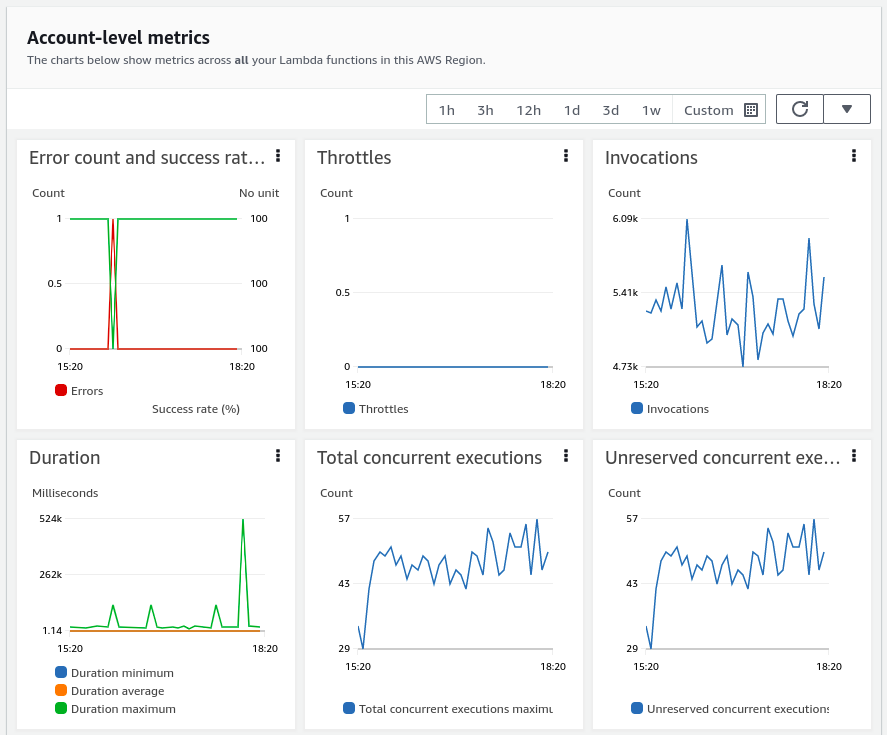 Account-level metrics
The charts below show metrics across all your Lambda functions in this AWS Region.
1h 3h 12h 1d 3d 1w Custom
Error count and success rat...
Count No unit
1 100
0.5 100
0 100
15:20 18:20
Errors
Success rate (%)
Throttles
Count
1
0.5
0
15:20 18:20
Throttles
Invocations
Count
6.09k
5.41k
4.73k
15:20 18:20
Invocations
Duration
Milliseconds
524k
262k
1.14
15:20 18:20
Duration minimum
Duration average
Duration maximum
Total concurrent executions
Count
57
43
29
15:20 18:20
Total concurrent executions maximu
Unreserved concurrent exe...
Count
57
43
29
15:20 18:20
Unreserved concurrent executions